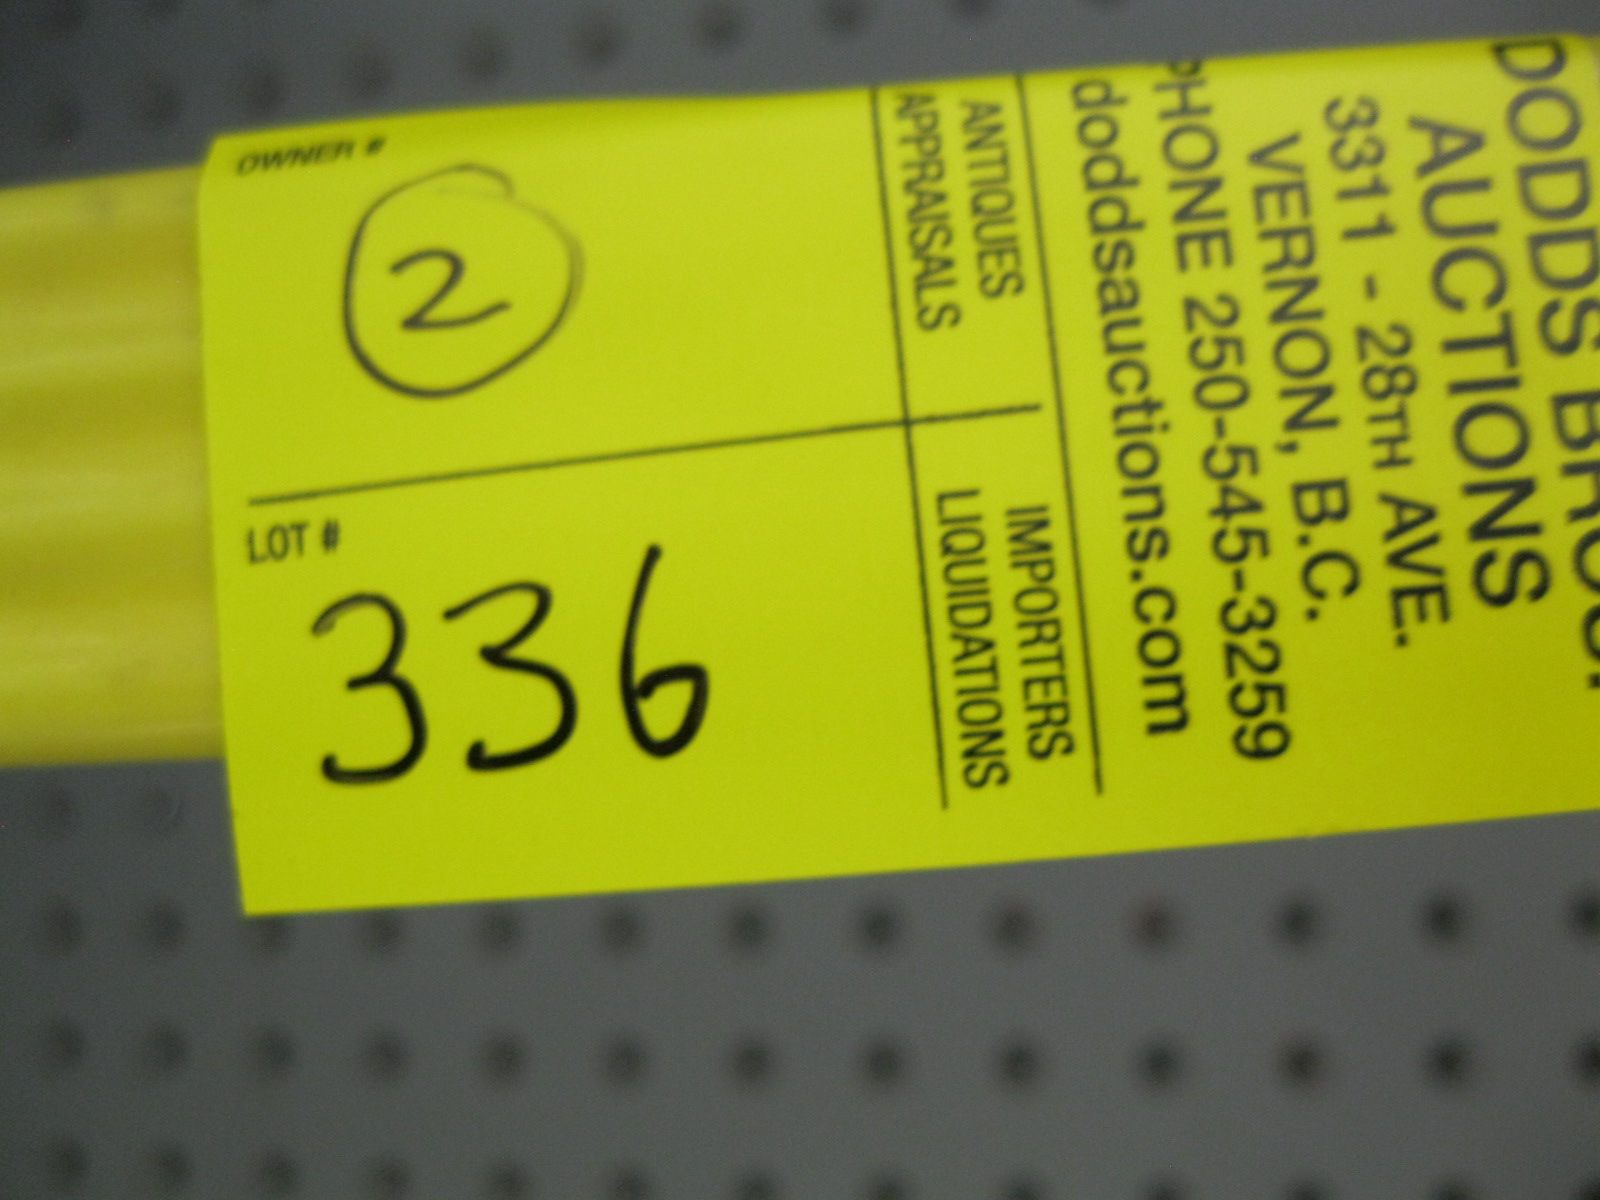 DODDS BROS.
AUCTIONS
3311 - 28TH AVE.
VERNON, B.C.
PHONE 250-545-3259
doddsauctions.com
ANTIQUES
APPRAISALS
IMPORTERS
LIQUIDATIONS
OWNER #
2
LOT #
336